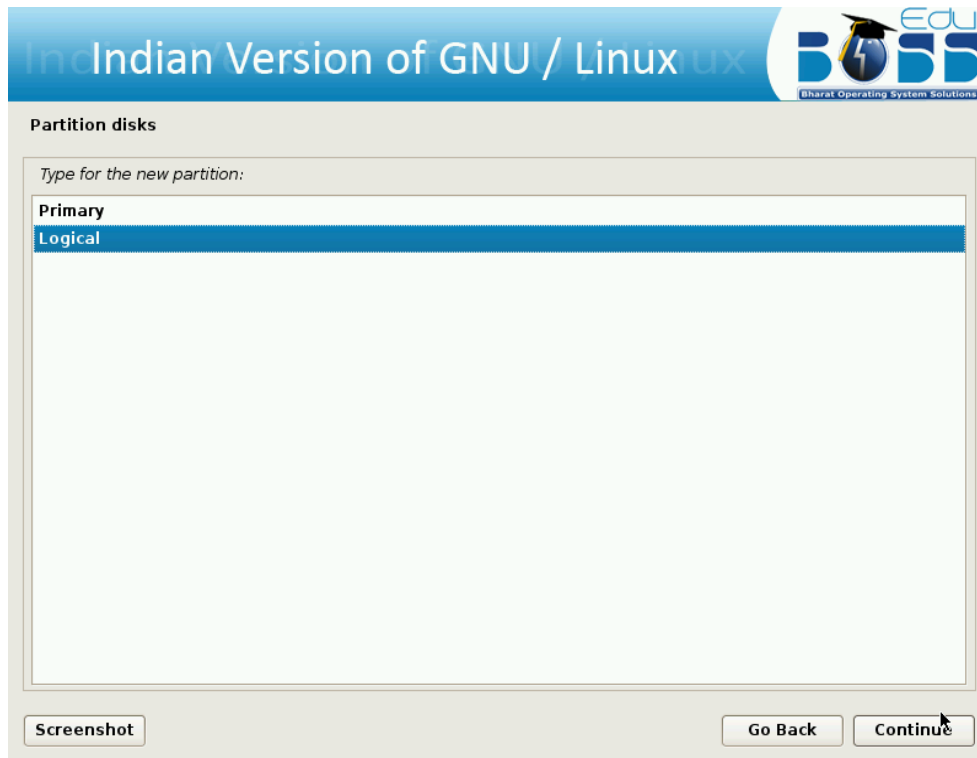 Indian Version of GNU / Linux
Edu
BOSS
Bharat Operating System Solutions
Partition disks
Type for the new partition:
Primary
Logical
Screenshot
Go Back
Continue